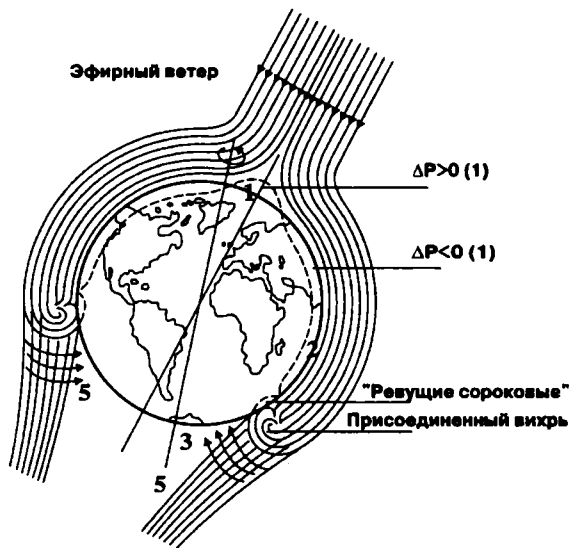 Эфирный ветер
ΔP>0 (1)
1
ΔP<0 (1)
2
5
"Ревущие сороковые"
Присоединенный вихрь
3
5